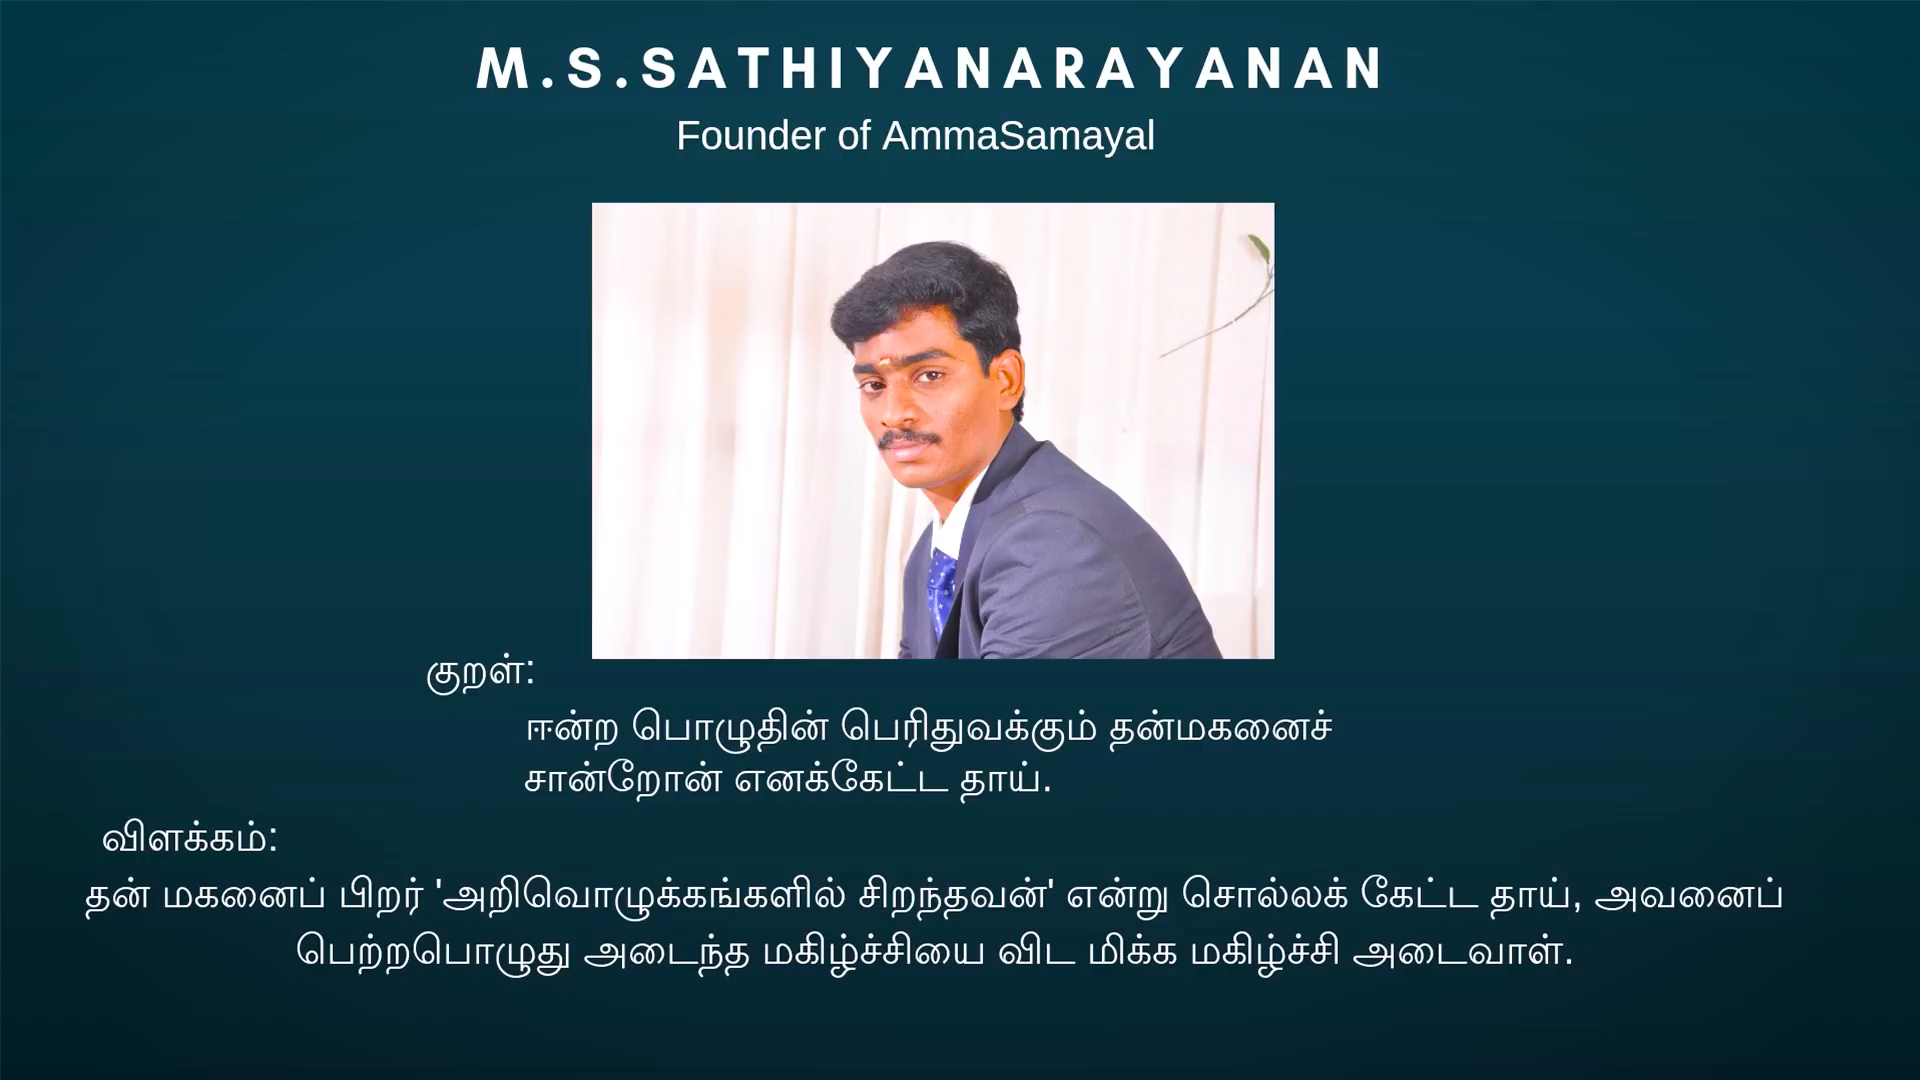 M.S.SATHIYANARAYANAN
Founder of AmmaSamayal
குறள்:
ஈன்ற பொழுதின் பெரிதுவக்கும் தன்மகனைச்
சான்றோன் எனக்கேட்ட தாய்.
விளக்கம்:
தன் மகனைப் பிறர் 'அறிவொழுக்கங்களில் சிறந்தவன்' என்று சொல்லக் கேட்ட தாய், அவனைப்
பெற்றபொழுது அடைந்த மகிழ்ச்சியை விட மிக்க மகிழ்ச்சி அடைவாள்.